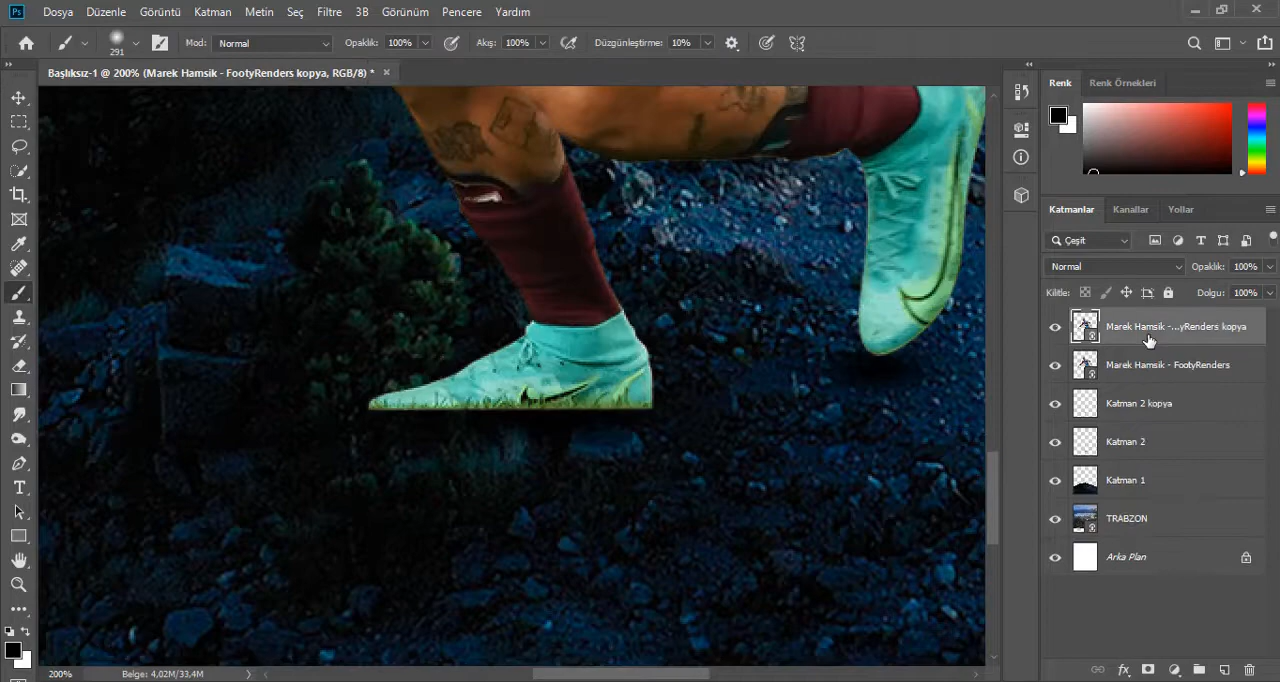 Ps Dosya Düzenle Görüntü Katman Metin Seç Filtre 3B Görünüm Pencere Yardım
291 Mod: Normal Opaklık: 100% Akış: 100% Düzgünleştirme: 10%
Başlıksız-1 @ 200% (Marek Hamsik - FootyRenders kopya, RGB/8) *
Renk Renk Örnekleri
Katmanlar Kanallar Yollar
Çeşit
Normal Opaklık: 100%
Kilitle: Dolgu: 100%
Marek Hamsik -...yRenders kopya
Marek Hamsik - FootyRenders
Katman 2 kopya
Katman 2
Katman 1
TRABZON
Arka Plan
200% Belge: 4,02M/33,4M